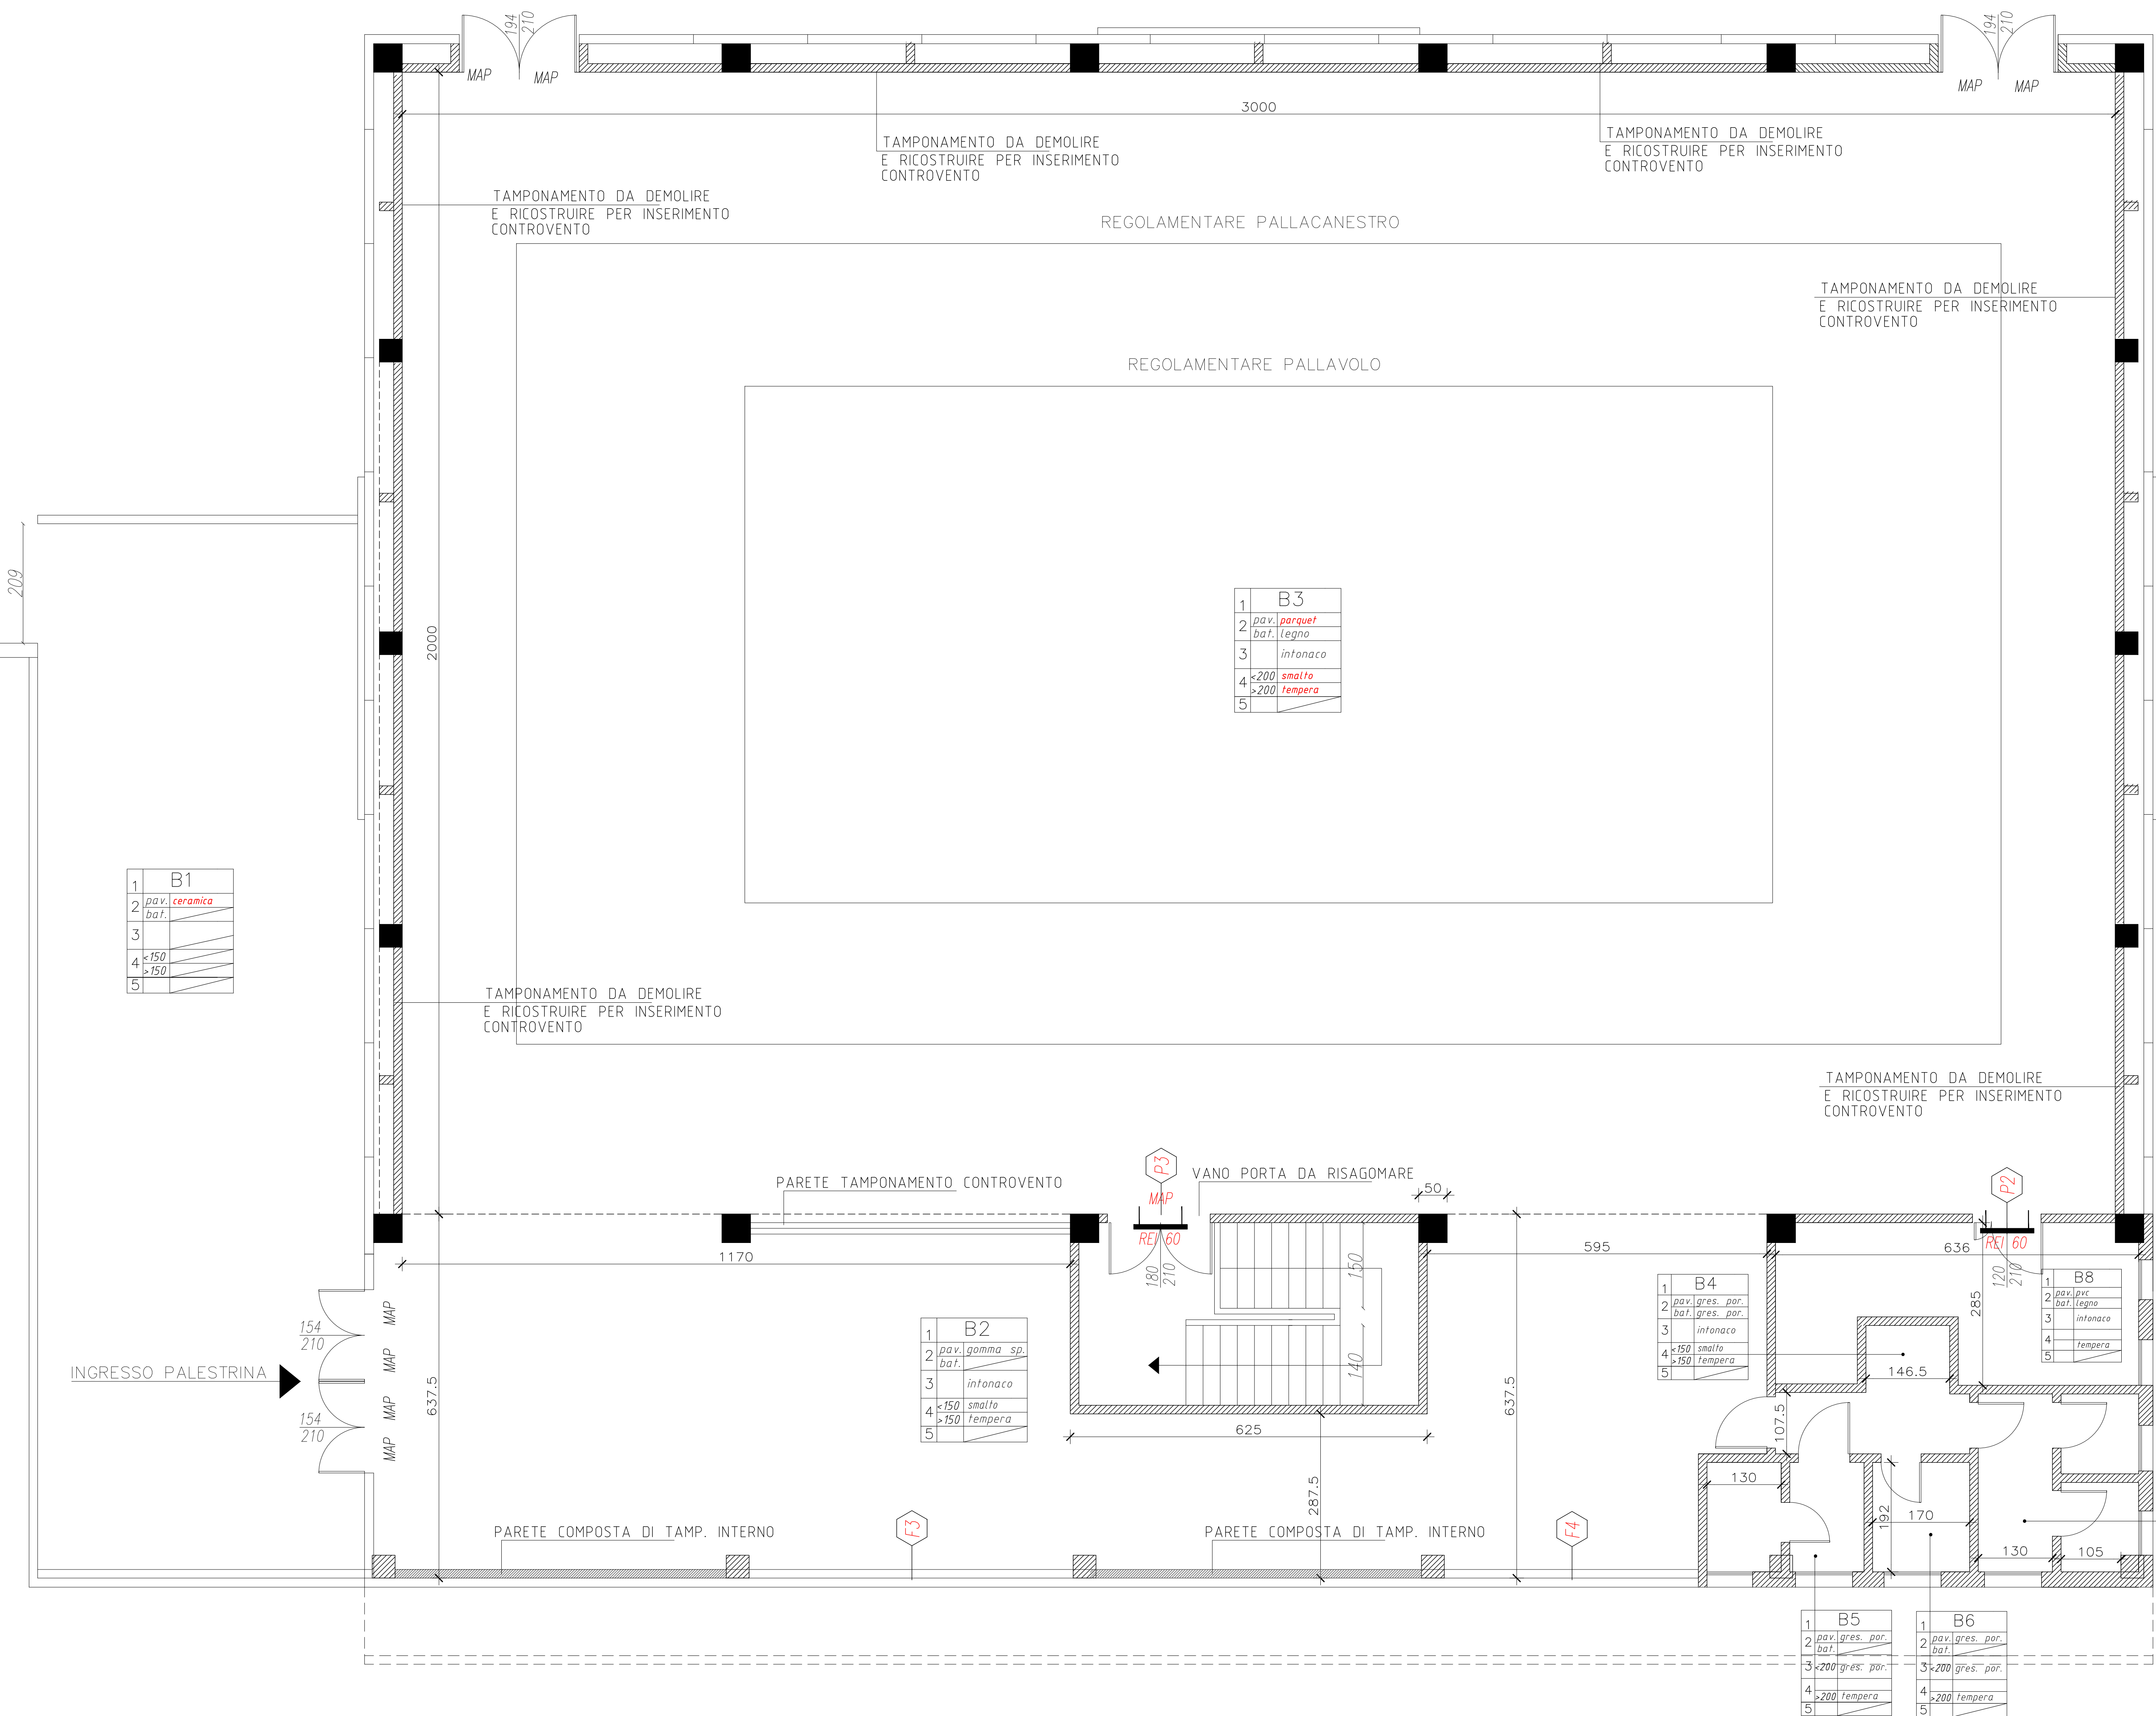 194
210
194
210
MAP
MAP
MAP
MAP
3000
TAMPONAMENTO DA DEMOLIRE
E RICOSTRUIRE PER INSERIMENTO
CONTROVENTO
TAMPONAMENTO DA DEMOLIRE
E RICOSTRUIRE PER INSERIMENTO
CONTROVENTO
TAMPONAMENTO DA DEMOLIRE
E RICOSTRUIRE PER INSERIMENTO
CONTROVENTO
REGOLAMENTARE PALLACANESTRO
TAMPONAMENTO DA DEMOLIRE
E RICOSTRUIRE PER INSERIMENTO
CONTROVENTO
REGOLAMENTARE PALLAVOLO
209
2000
1 B3
2 pav. parquet
bat. legno
3 intonaco
4 <200 smalto
>200 tempera
5
1 B1
2 pav. ceramica
bat.
3
4 <150
>150
5
TAMPONAMENTO DA DEMOLIRE
E RICOSTRUIRE PER INSERIMENTO
CONTROVENTO
TAMPONAMENTO DA DEMOLIRE
E RICOSTRUIRE PER INSERIMENTO
CONTROVENTO
PARETE TAMPONAMENTO CONTROVENTO
P3
MAP
REI 60
VANO PORTA DA RISAGOMARE
50
P2
REI 60
1170
180
210
150
140
595
636
120
210
285
1 B4
2 pav. gres. por.
bat. gres. por.
3 intonaco
4 <150 smalto
>150 tempera
5
1 B8
2 pav. pvc
bat. legno
3 intonaco
4 tempera
5
154
210
MAP
MAP
MAP
MAP
INGRESSO PALESTRINA
154
210
637.5
1 B2
2 pav. gomma sp.
bat.
3 intonaco
4 <150 smalto
>150 tempera
5
625
637.5
287.5
146.5
107.5
130
192
170
130
105
PARETE COMPOSTA DI TAMP. INTERNO
F3
PARETE COMPOSTA DI TAMP. INTERNO
F4
1 B5
2 pav. gres. por.
bat.
3 <200 gres. por.
4 >200 tempera
5
1 B6
2 pav. gres. por.
bat.
3 <200 gres. por.
4 >200 tempera
5